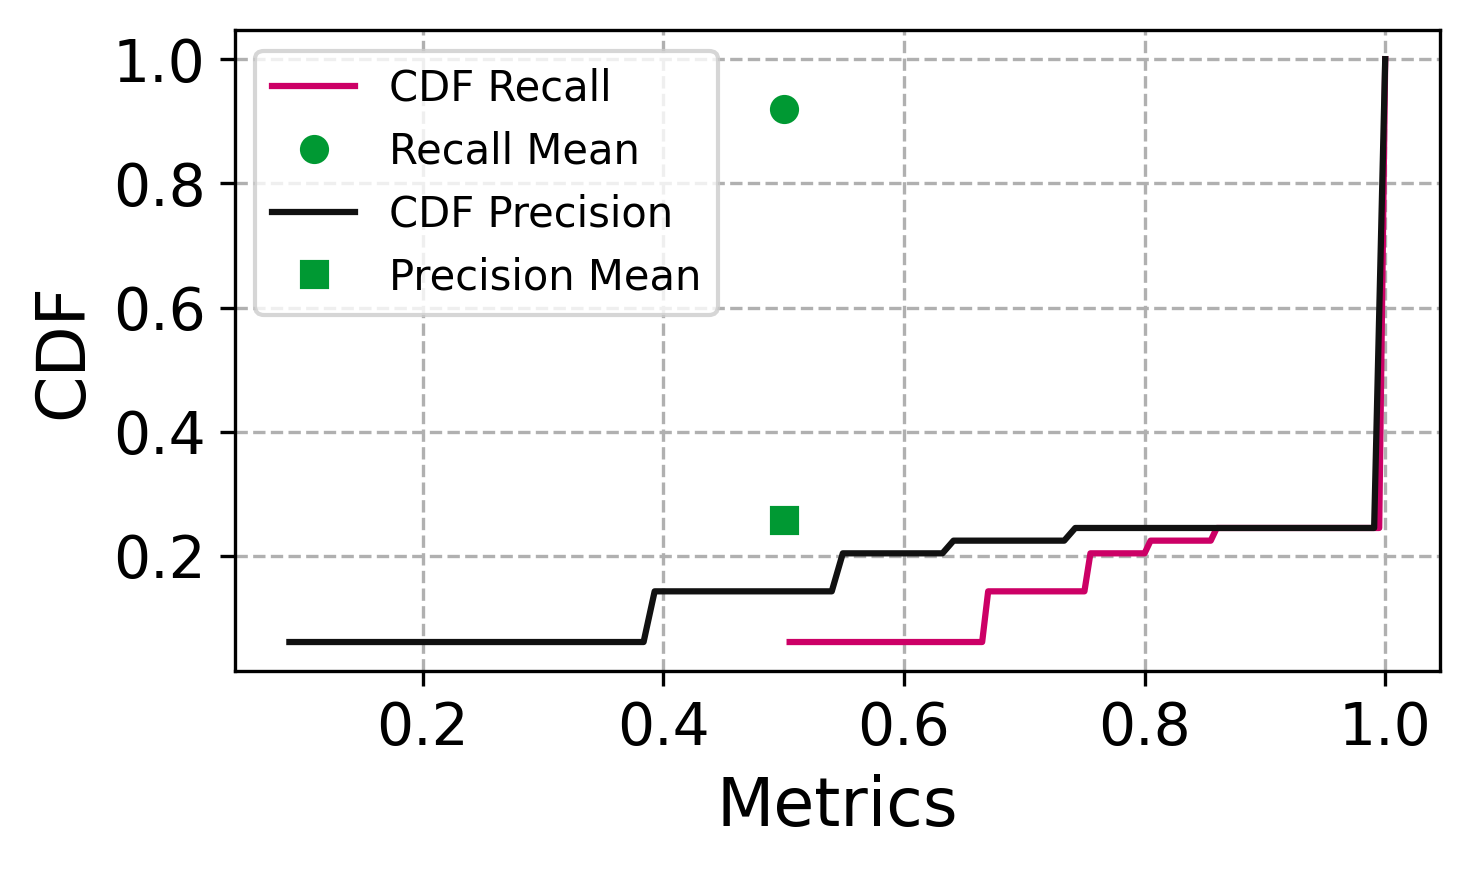 CDF Recall
Recall Mean
CDF Precision
Precision Mean
1.0
0.8
0.6
0.4
0.2
CDF
0.2 0.4 0.6 0.8 1.0
Metrics